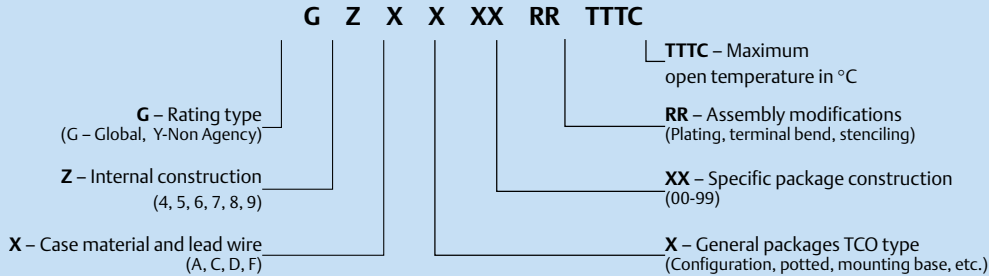 G Z X X XX RR TTTC
TTTC – Maximum
open temperature in °C
G – Rating type
(G – Global, Y-Non Agency)
RR – Assembly modifications
(Plating, terminal bend, stenciling)
Z – Internal construction
(4, 5, 6, 7, 8, 9)
XX – Specific package construction
(00-99)
X – Case material and lead wire
(A, C, D, F)
X – General packages TCO type
(Configuration, potted, mounting base, etc.)